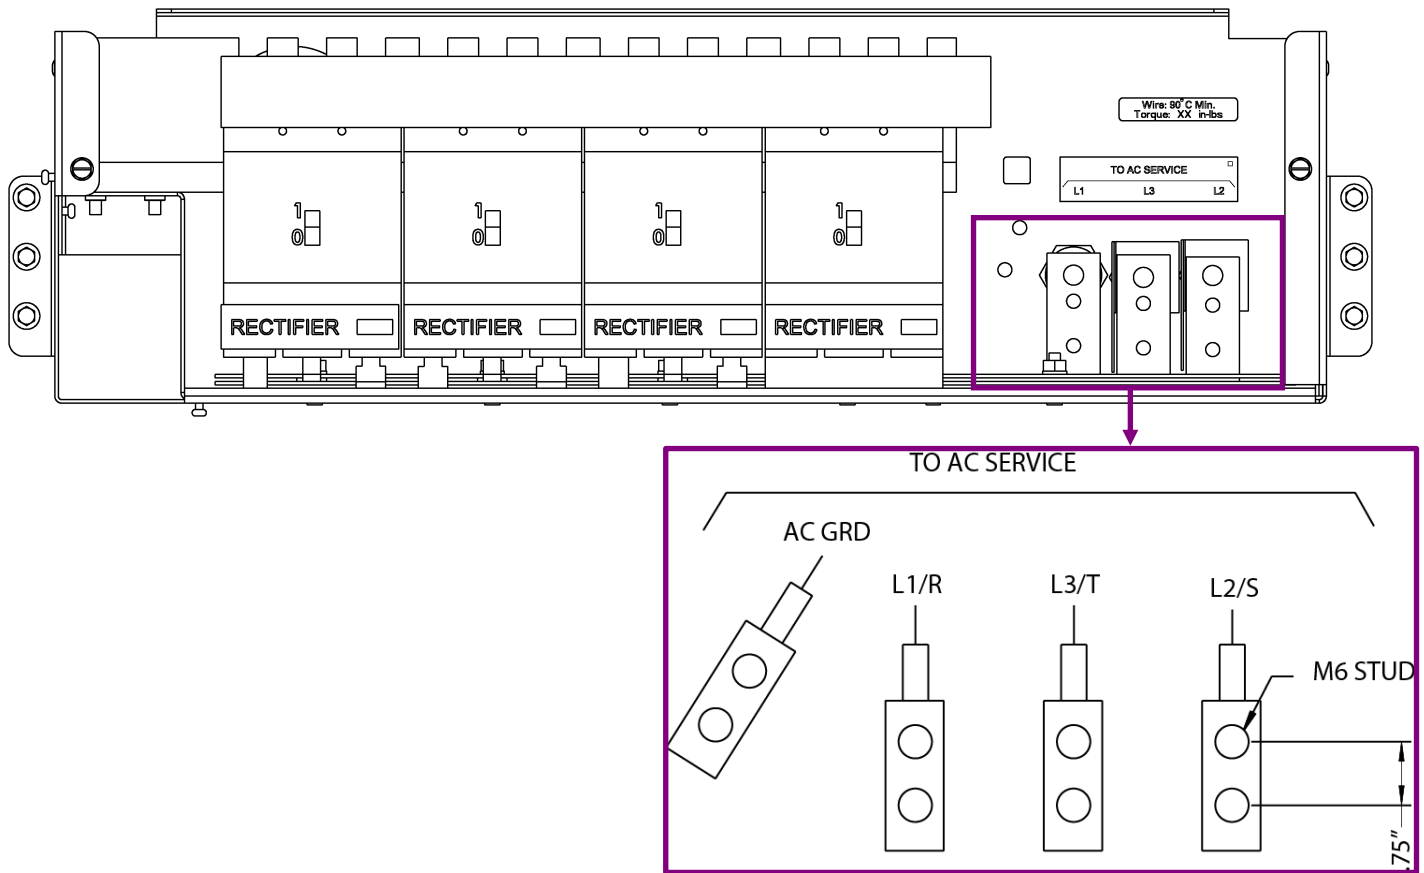 Wire: 90°C Min.
Torque: XX in-lbs
TO AC SERVICE
L1 L3 L2
1 1 1 1
0 0 0 0
RECTIFIER RECTIFIER RECTIFIER RECTIFIER
TO AC SERVICE
AC GRD
L1/R L3/T L2/S
M6 STUD
.75”